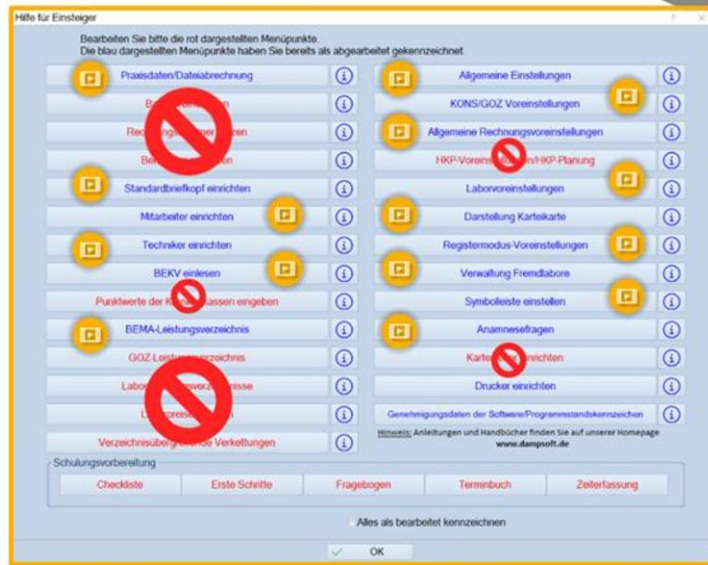 Hilfe für Einsteiger
Bearbeiten Sie bitte die rot dargestellten Menüpunkte.
Die blau dargestellten Menüpunkte haben Sie bereits als abgearbeitet gekennzeichnet.
Praxisdaten/Dateiabrechnung
Standardbriefkopf einrichten
Mitarbeiter einrichten
Techniker einrichten
BEKV einlesen
Punktwerte der eingeben
BEMA-Leistungsverzeichnis
Verzeichnisübergreifende Verkettungen
Allgemeine Einstellungen
KONS/GOZ Voreinstellungen
Allgemeine Rechnungsvoreinstellungen
HKP-Planung
Laborvoreinstellungen
Darstellung Karteikarte
Registermodus-Voreinstellungen
Verwaltung Fremdlabore
Symbolleiste einstellen
Anamnesefragen
Drucker einrichten
Genehmigungsdaten der Software/Programmstandskennzeichen
Hinweis: Anleitungen und Handbücher finden Sie auf unserer Homepage
www.dampsoft.de
Schulungsvorbereitung
Checkliste
Erste Schritte
Fragebogen
Terminbuch
Zeiterfassung
Alles als bearbeitet kennzeichnen
OK